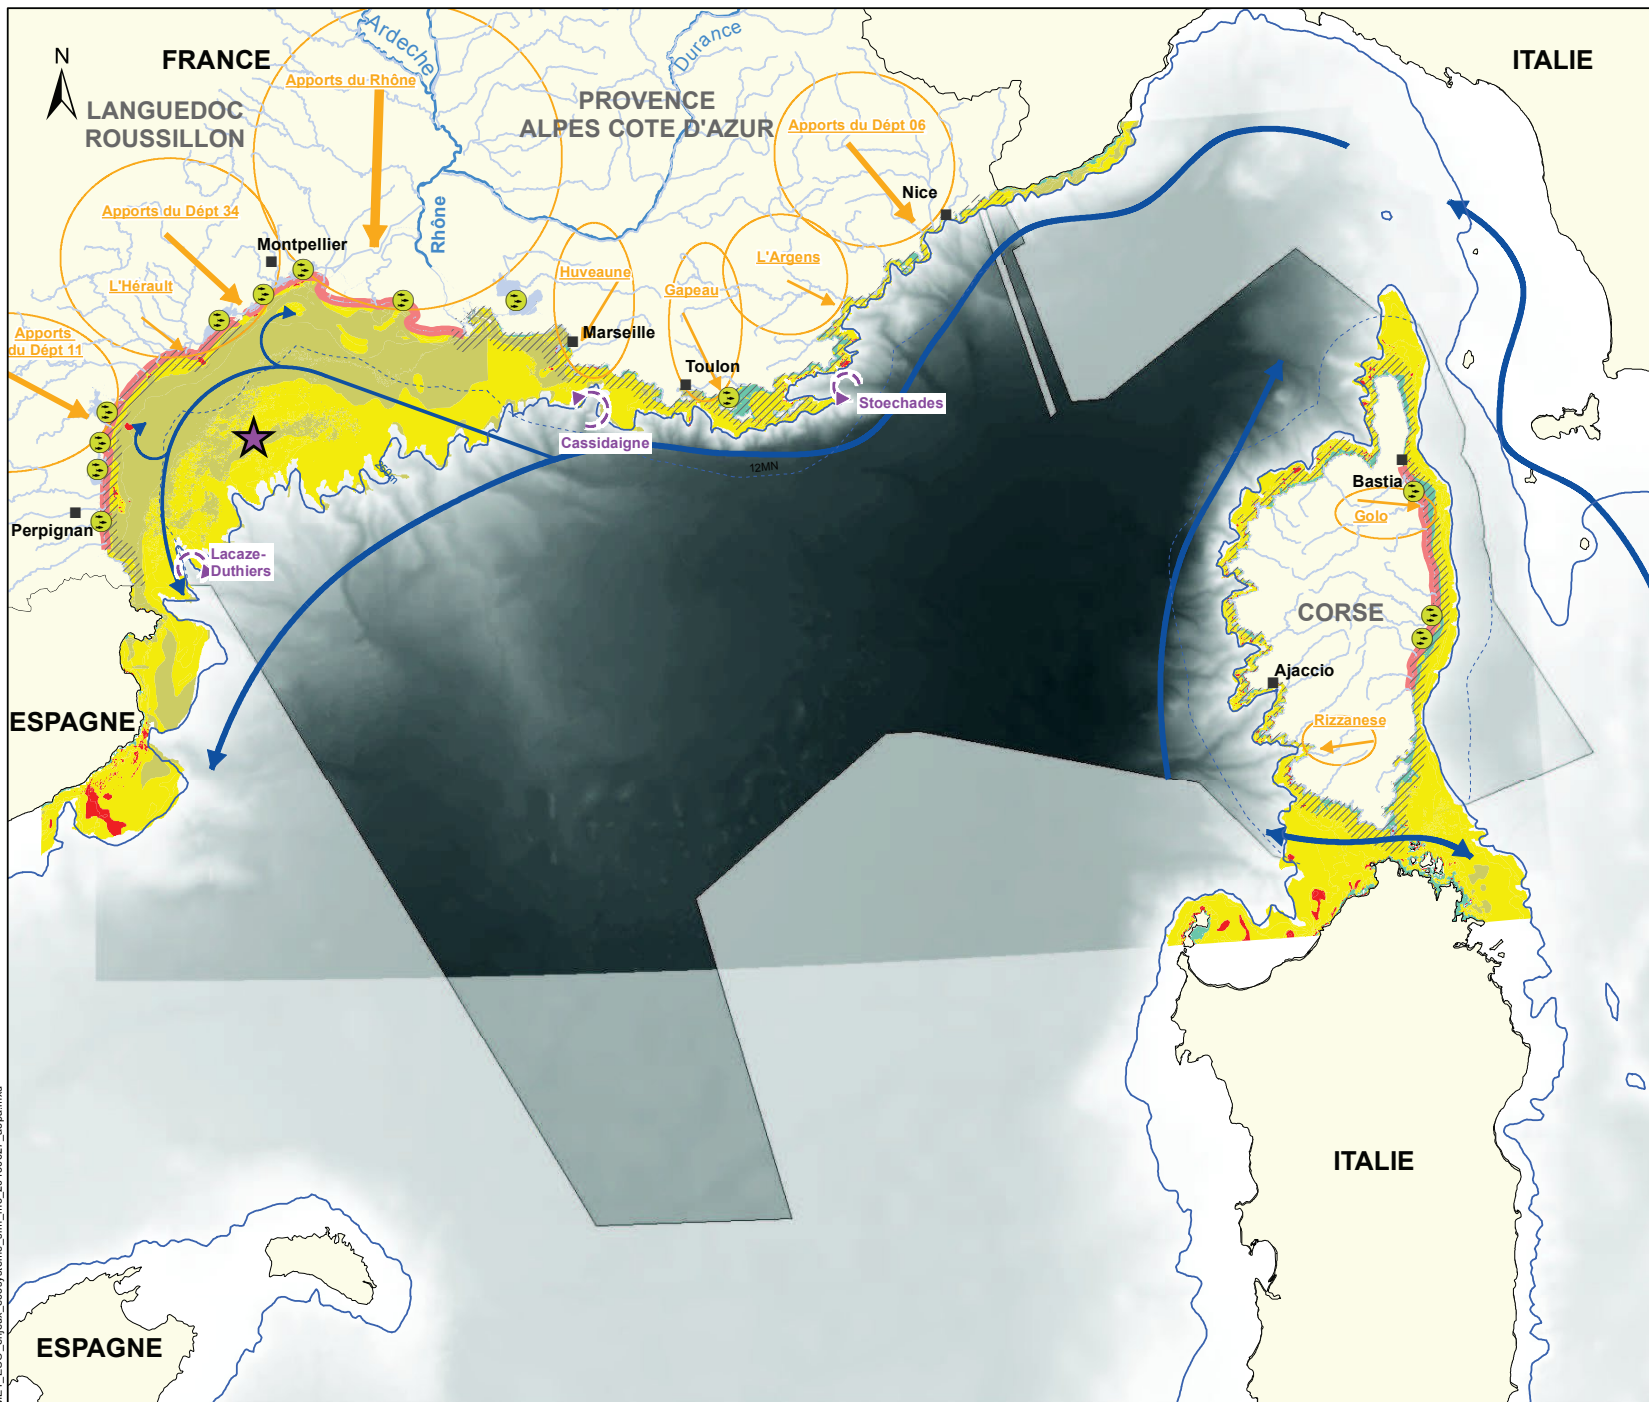 N
FRANCE
ITALIE
Ardeche
Durance
Apports du Rhône
LANGUEDOC
ROUSSILLON
PROVENCE
ALPES COTE D'AZUR
Apports du Dépt 06
Nice
Apports du Dépt 34
Rhône
Montpellier
L'Hérault
Huveaune
L'Argens
Gapeau
Apports
du Dépt 11
Marseille
Toulon
Stoechades
Cassidaigne
12MN
250m
Bastia
Golo
Perpignan
Lacaze-
Duthiers
CORSE
Ajaccio
Rizzanese
ESPAGNE
ITALIE
ESPAGNE